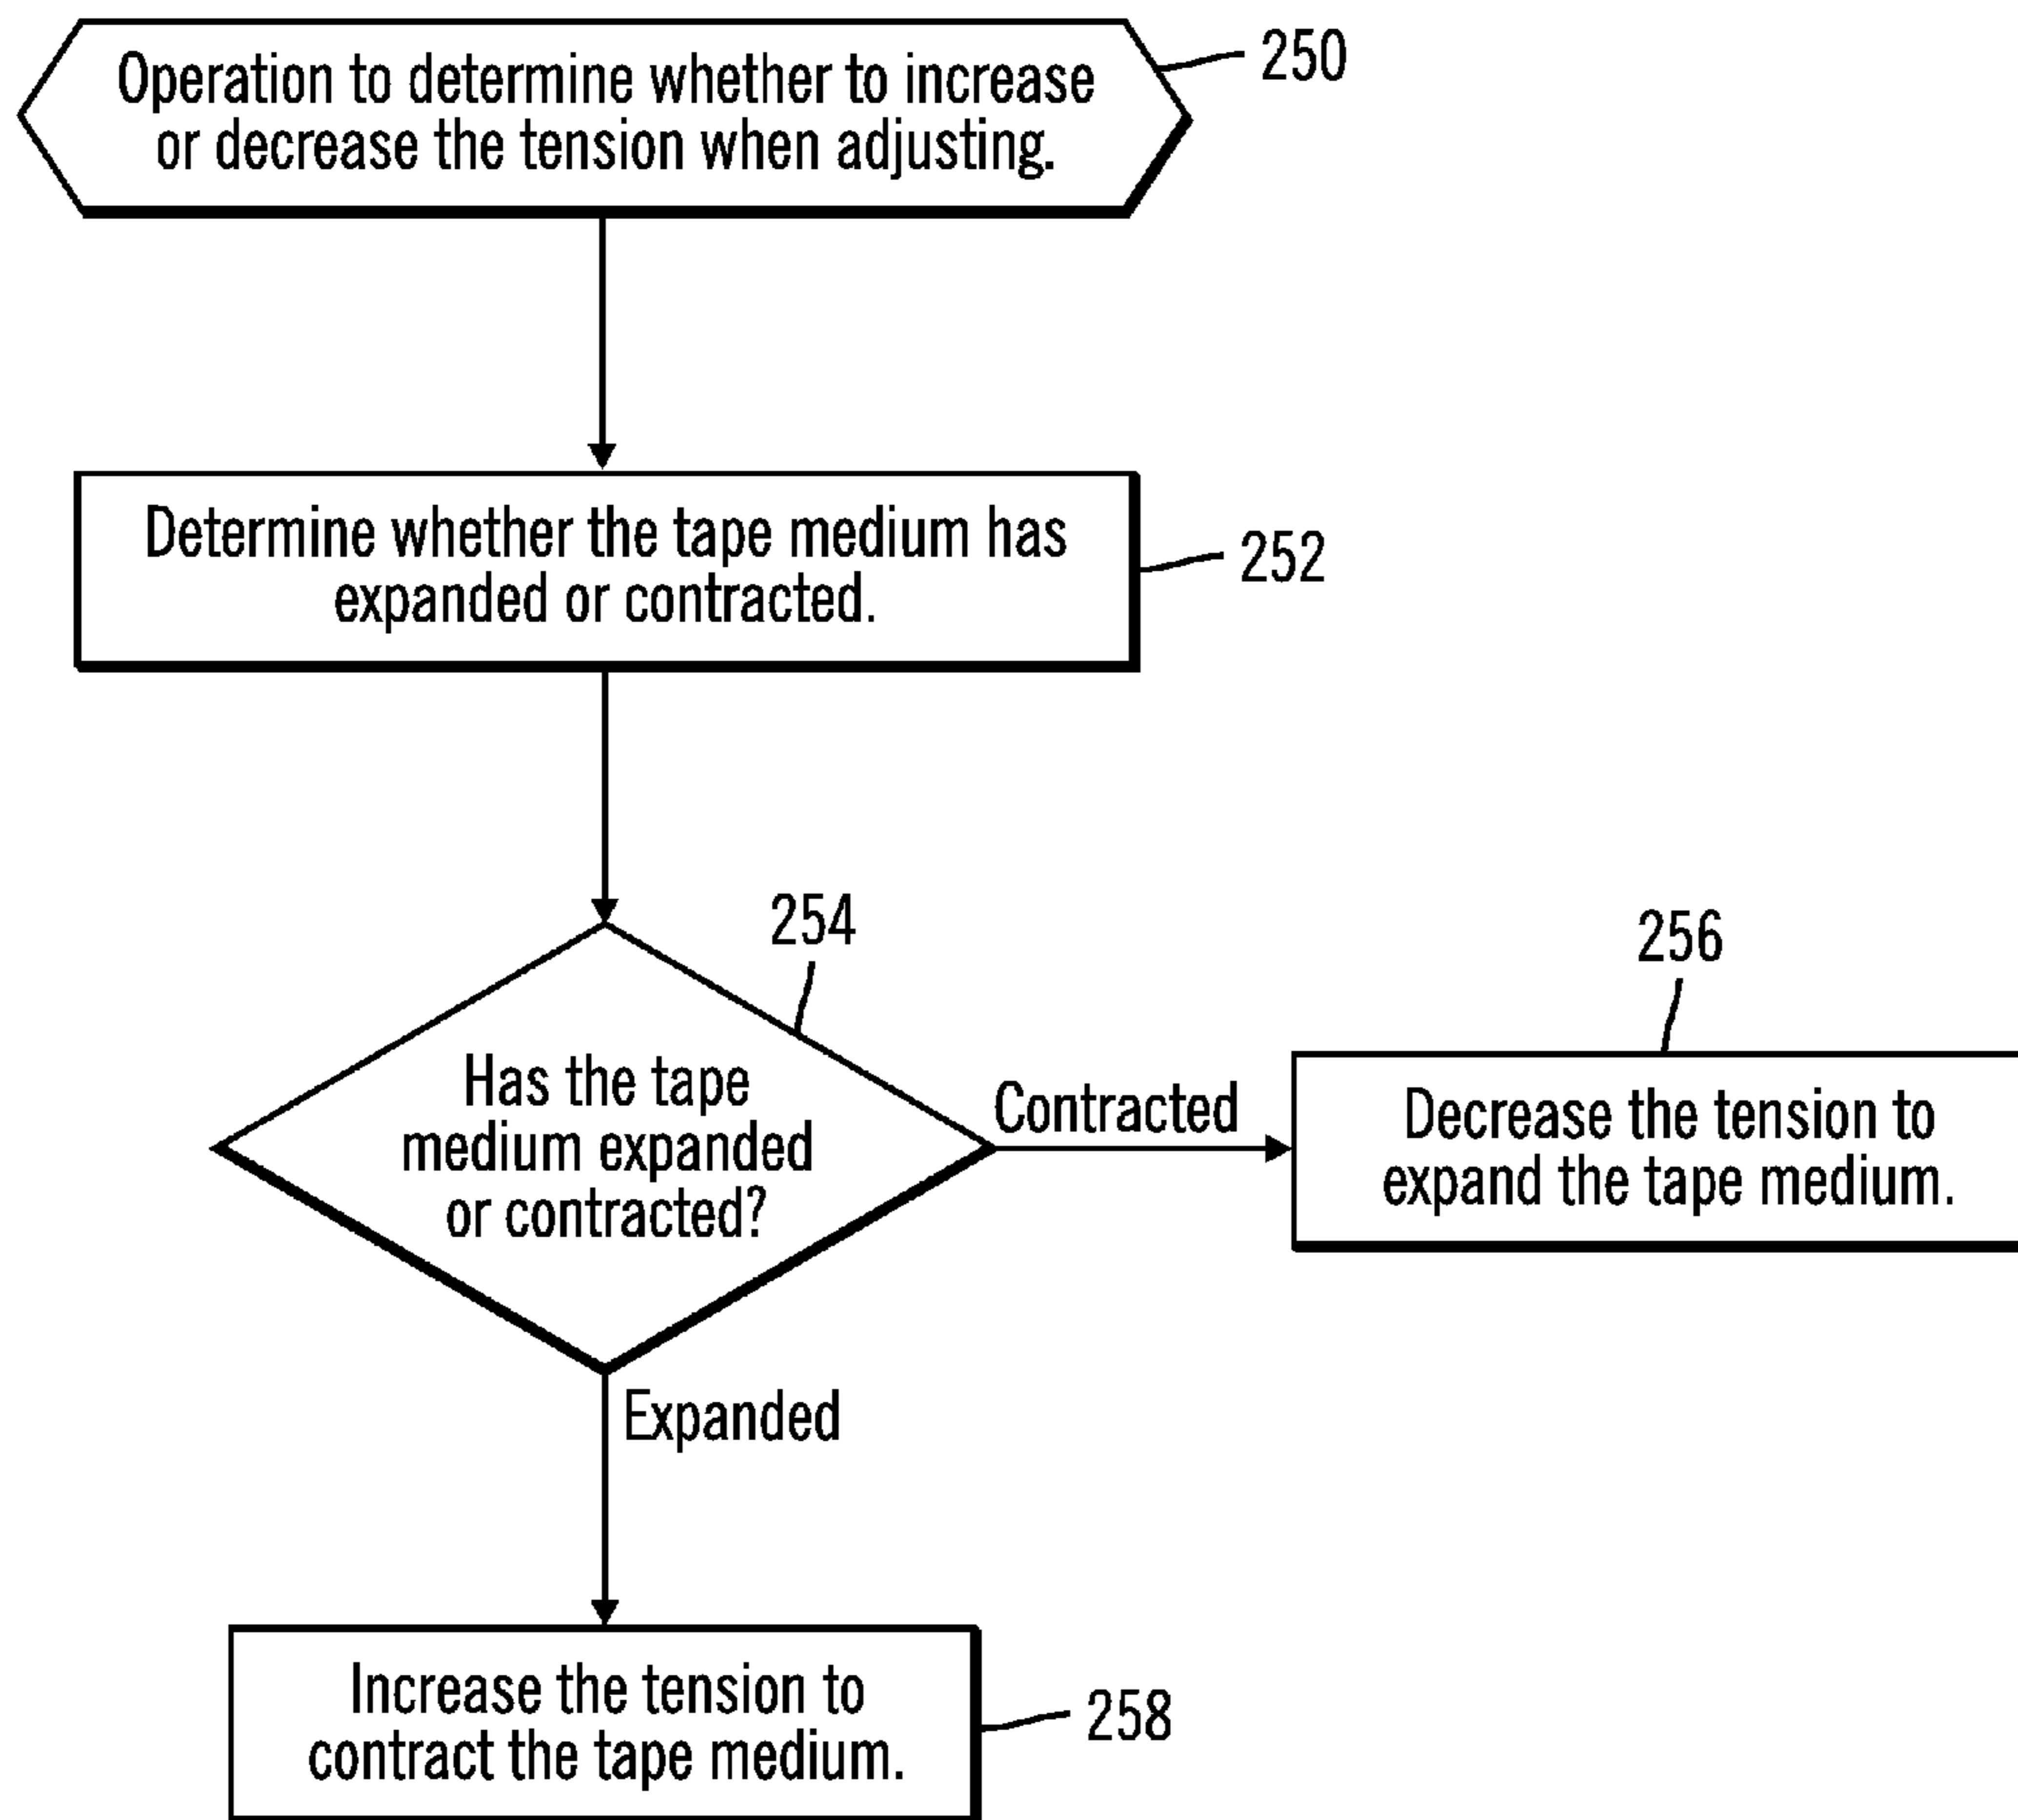 Operation to determine whether to increase
or decrease the tension when adjusting.
250
Determine whether the tape medium has
expanded or contracted.
252
254
Has the tape
medium expanded
or contracted?
Contracted
256
Decrease the tension to
expand the tape medium.
Expanded
Increase the tension to
contract the tape medium.
258